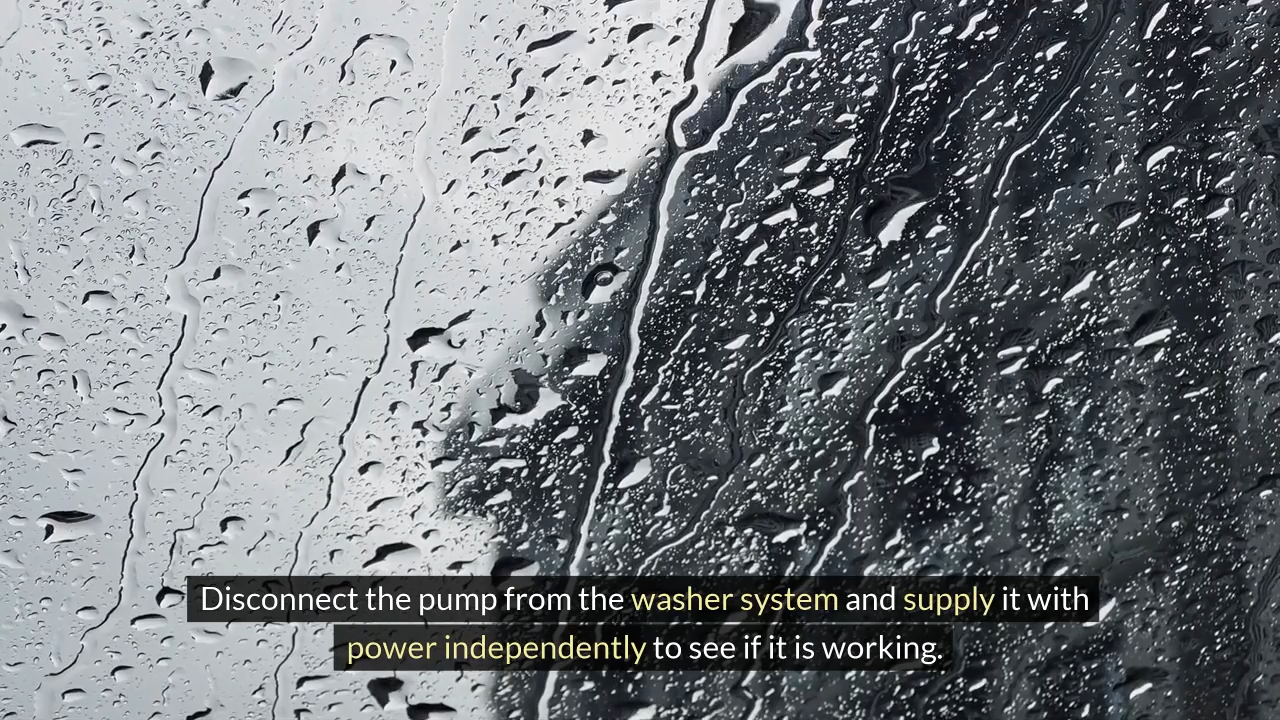 Disconnect the pump from the washer system and supply it with
power independently to see if it is working.